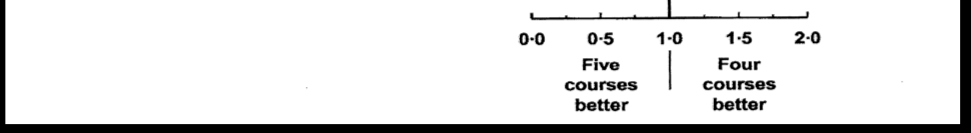 0·0 0·5 1·0 1·5 2·0
Five Four
courses courses
better better